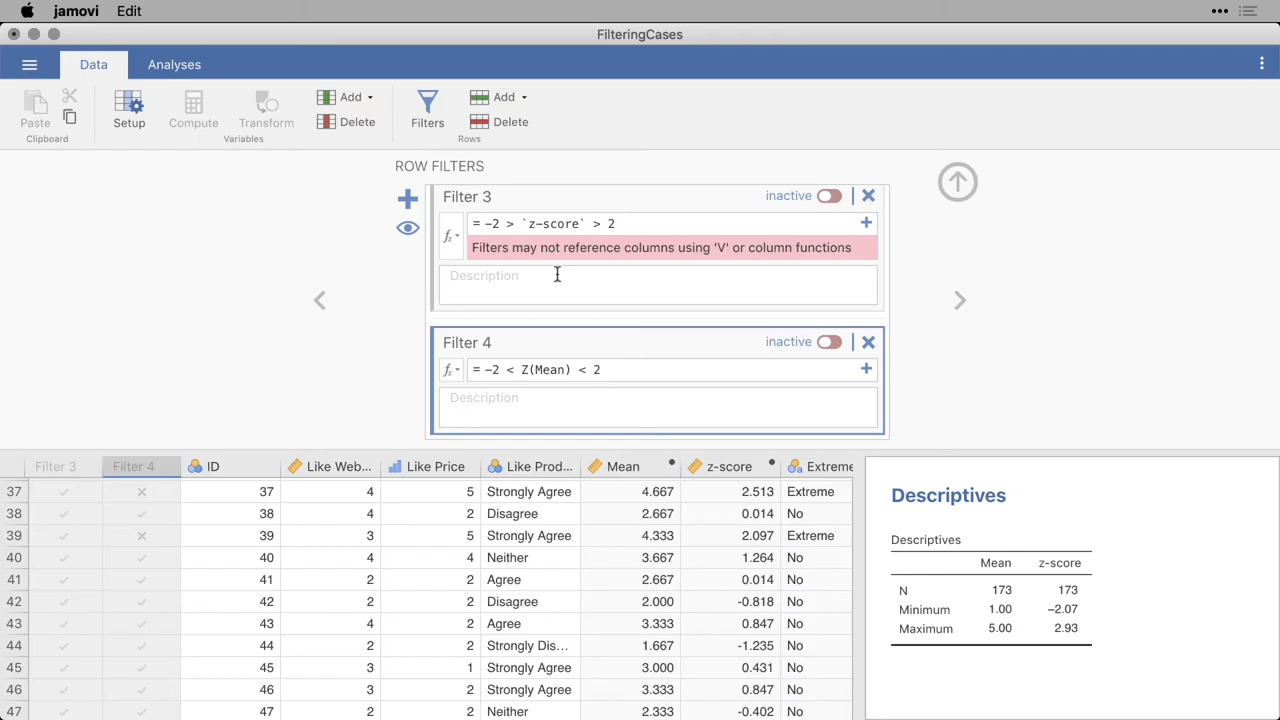 jamovi Edit
FilteringCases
Data Analyses
Paste Setup Compute Transform Add Delete Filters Add Delete
Clipboard Variables Rows
ROW FILTERS
Filter 3 inactive
fx = -2 > `z-score` > 2
Filters may not reference columns using 'V' or column functions
Description
Filter 4 inactive
fx = -2 < Z(Mean) < 2
Description
Filter 3 Filter 4 ID Like Web... Like Price Like Prod... Mean z-score Extreme
37 37 4 5 Strongly Agree 4.667 2.513 Extreme
38 38 4 2 Disagree 2.667 0.014 No
39 39 3 5 Strongly Agree 4.333 2.097 Extreme
40 40 4 4 Neither 3.667 1.264 No
41 41 2 2 Agree 2.667 0.014 No
42 42 2 2 Disagree 2.000 -0.818 No
43 43 4 2 Agree 3.333 0.847 No
44 44 2 2 Strongly Dis... 1.667 -1.235 No
45 45 3 1 Strongly Agree 3.000 0.431 No
46 46 3 2 Strongly Agree 3.333 0.847 No
47 47 2 2 Neither 2.333 -0.402 No
Descriptives
Descriptives
Mean z-score
N 173 173
Minimum 1.00 −2.07
Maximum 5.00 2.93